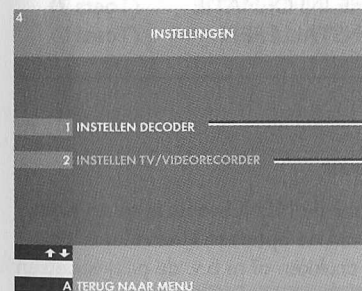 4
INSTELLINGEN
1 INSTELLEN DECODER
2 INSTELLEN TV/VIDEORECORDER
A TERUG NAAR MENU